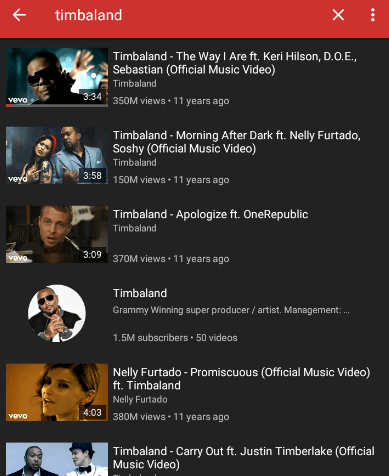 timbaland
Timbaland - The Way I Are ft. Keri Hilson, D.O.E.,
Sebastian (Official Music Video)
Timbaland
350M views • 11 years ago
vevo
3:34
Timbaland - Morning After Dark ft. Nelly Furtado,
Soshy (Official Music Video)
Timbaland
150M views • 11 years ago
vevo
3:58
Timbaland - Apologize ft. OneRepublic
Timbaland
370M views • 11 years ago
vevo
3:09
Timbaland
Grammy Winning super producer / artist. Management: ...
1.5M subscribers • 50 videos
Nelly Furtado - Promiscuous (Official Music Video)
ft. Timbaland
Nelly Furtado
380M views • 11 years ago
vevo
4:03
Timbaland - Carry Out ft. Justin Timberlake (Official
Music Video)